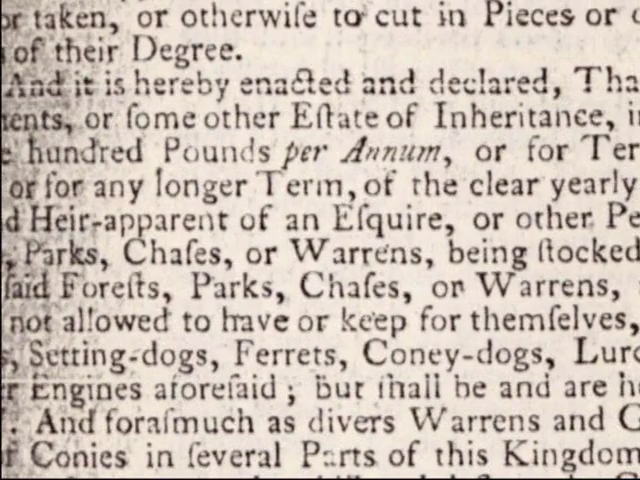 or taken, or otherwiſe to cut in Pieces or
of their Degree.
And it is hereby enacted and declared, Tha
ents, or ſome other Eſtate of Inheritance, i
e hundred Pounds per Annum, or for Ter
or for any longer Term, of the clear yearly
d Heir-apparent of an Eſquire, or other Pe
, Parks, Chaſes, or Warrens, being ſtocked
ſaid Foreſts, Parks, Chaſes, or Warrens,
not allowed to have or keep for themſelves,
s, Setting-dogs, Ferrets, Coney-dogs, Lurc
r Engines aforeſaid; but ſhall be and are h
. And foraſmuch as divers Warrens and G
f Conies in ſeveral Parts of this Kingdom